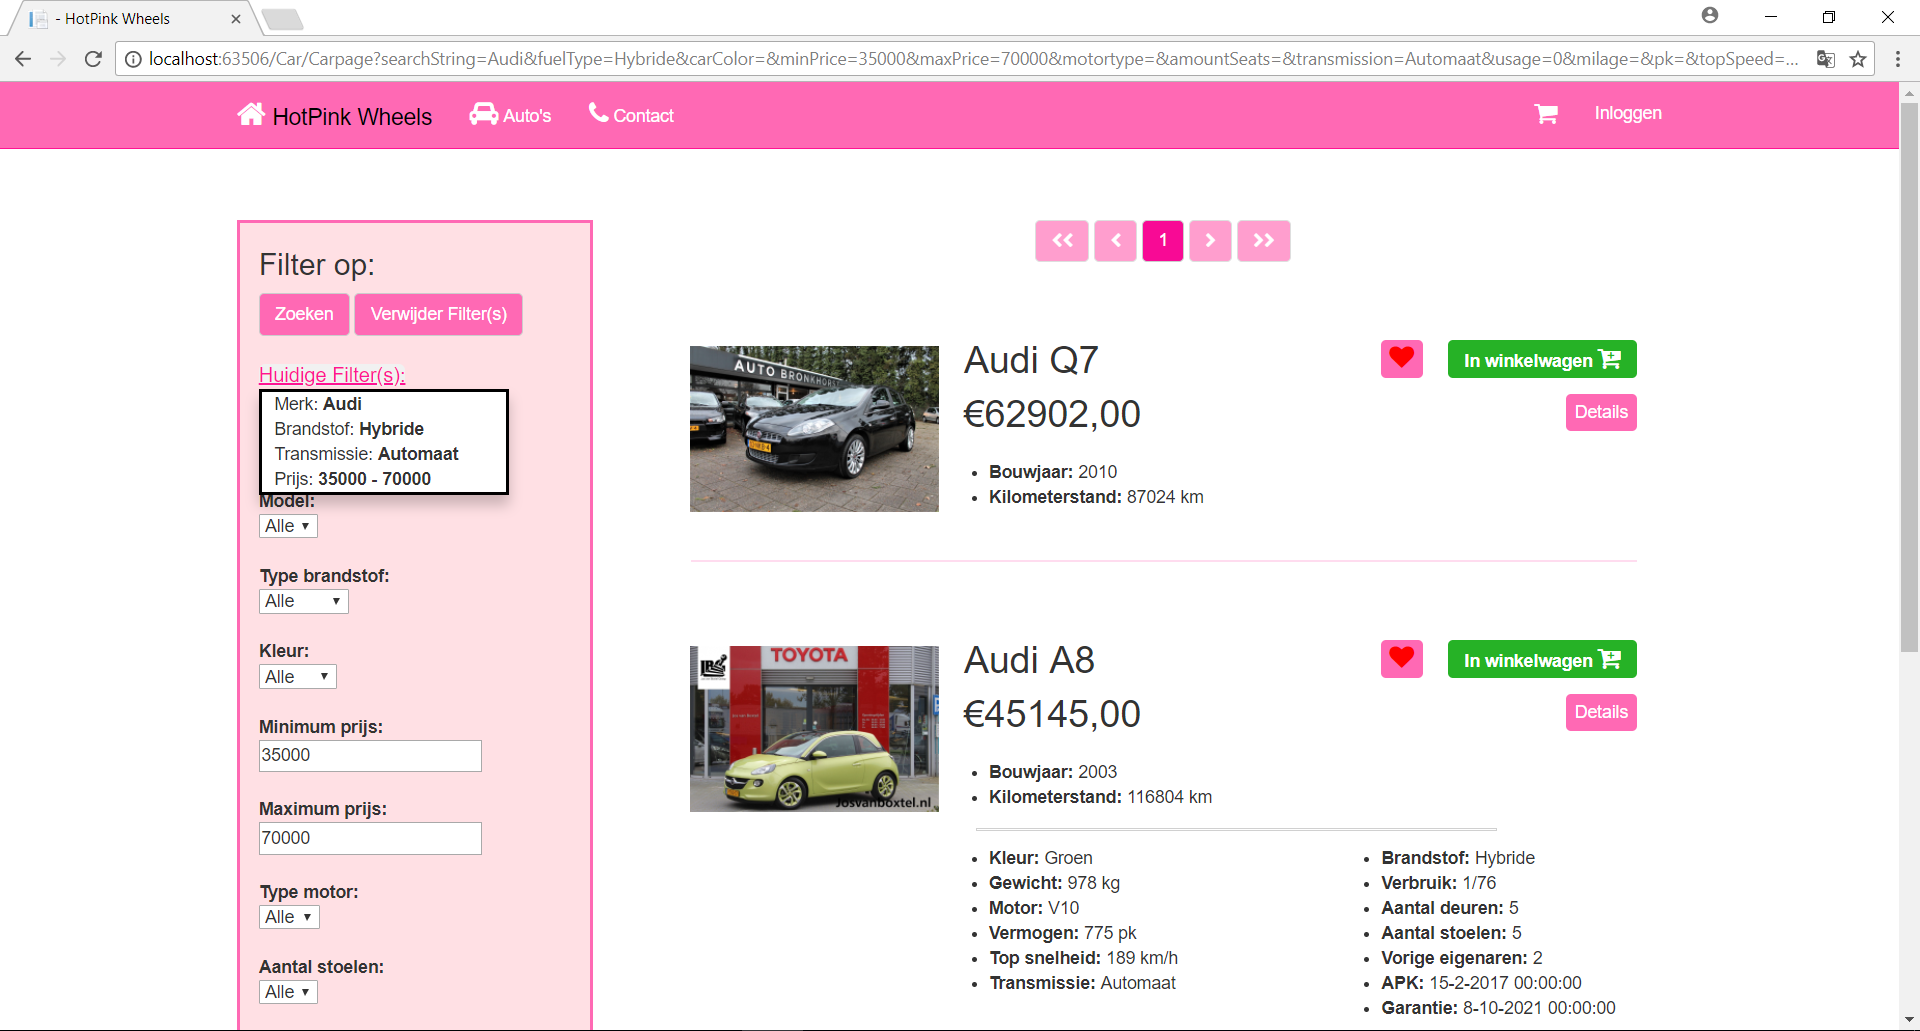 - HotPink Wheels
localhost:63506/Car/Carpage?searchString=Audi&fuelType=Hybride&carColor=&minPrice=35000&maxPrice=70000&motortype=&amountSeats=&transmission=Automaat&usage=0&milage=&pk=&topSpeed=...
HotPink Wheels
Auto's
Contact
Inloggen
Filter op:
Zoeken
Verwijder Filter(s)
Huidige Filter(s):
Merk: Audi
Brandstof: Hybride
Transmissie: Automaat
Prijs: 35000 - 70000
Model:
Alle
Type brandstof:
Alle
Kleur:
Alle
Minimum prijs:
35000
Maximum prijs:
70000
Type motor:
Alle
Aantal stoelen:
Alle
1
AUTO BRONKHORST
Audi Q7
In winkelwagen
€62902,00
Details
Bouwjaar: 2010
Kilometerstand: 87024 km
TOYOTA
Josvanboxtel.nl
Audi A8
In winkelwagen
€45145,00
Details
Bouwjaar: 2003
Kilometerstand: 116804 km
Kleur: Groen
Gewicht: 978 kg
Motor: V10
Vermogen: 775 pk
Top snelheid: 189 km/h
Transmissie: Automaat
Brandstof: Hybride
Verbruik: 1/76
Aantal deuren: 5
Aantal stoelen: 5
Vorige eigenaren: 2
APK: 15-2-2017 00:00:00
Garantie: 8-10-2021 00:00:00